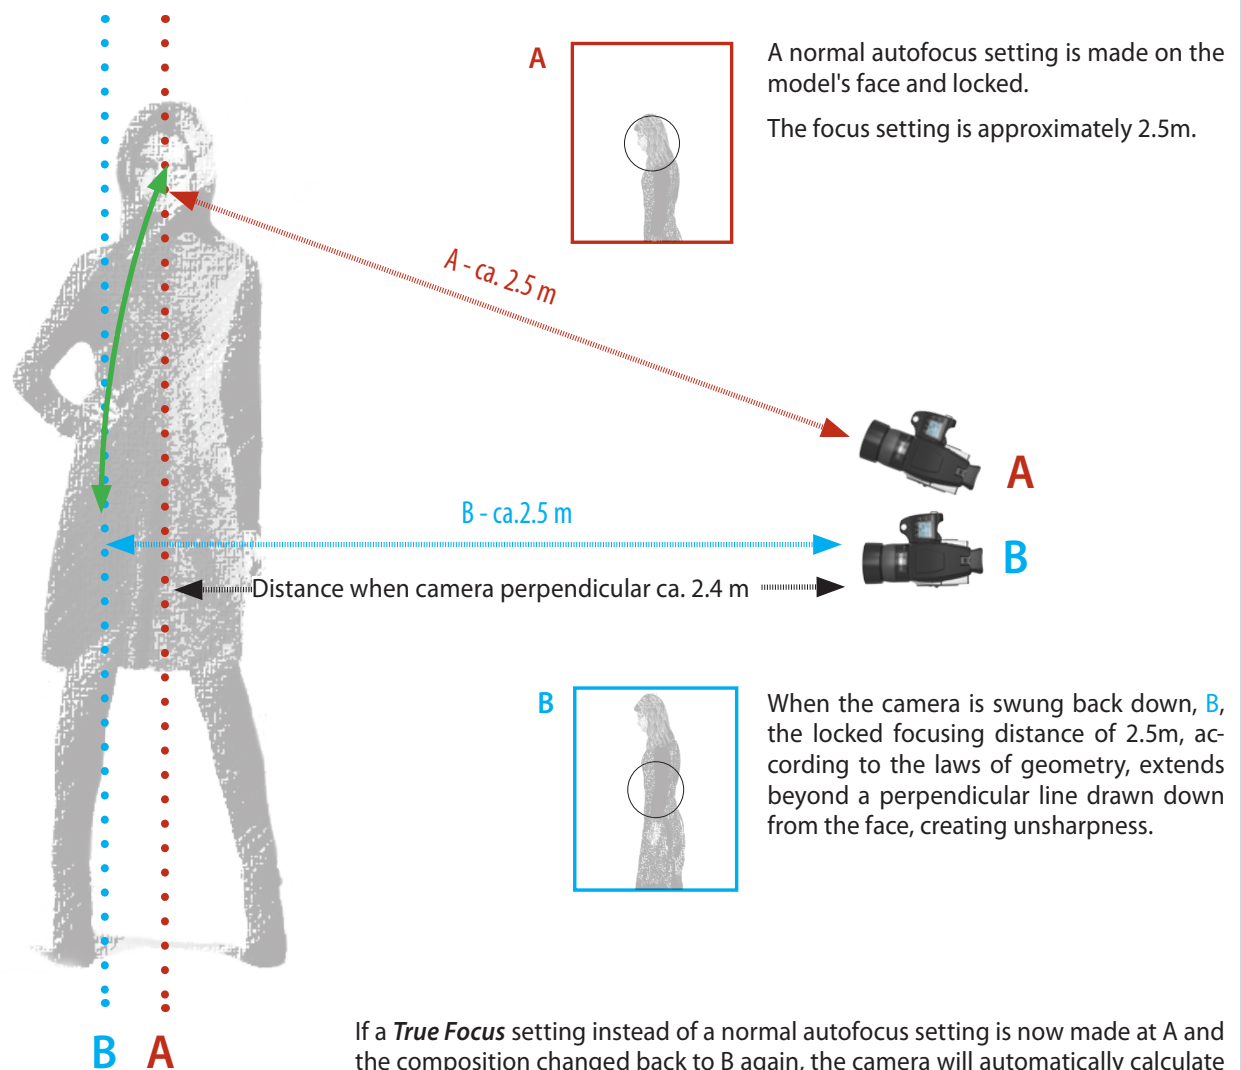 A
A normal autofocus setting is made on the
model's face and locked.
The focus setting is approximately 2.5m.
A - ca. 2.5 m
A
B - ca.2.5 m
B
Distance when camera perpendicular ca. 2.4 m
B
When the camera is swung back down, B,
the locked focusing distance of 2.5m, ac-
cording to the laws of geometry, extends
beyond a perpendicular line drawn down
from the face, creating unsharpness.
B A
If a True Focus setting instead of a normal autofocus setting is now made at A and
the composition changed back to B again, the camera will automatically calculate